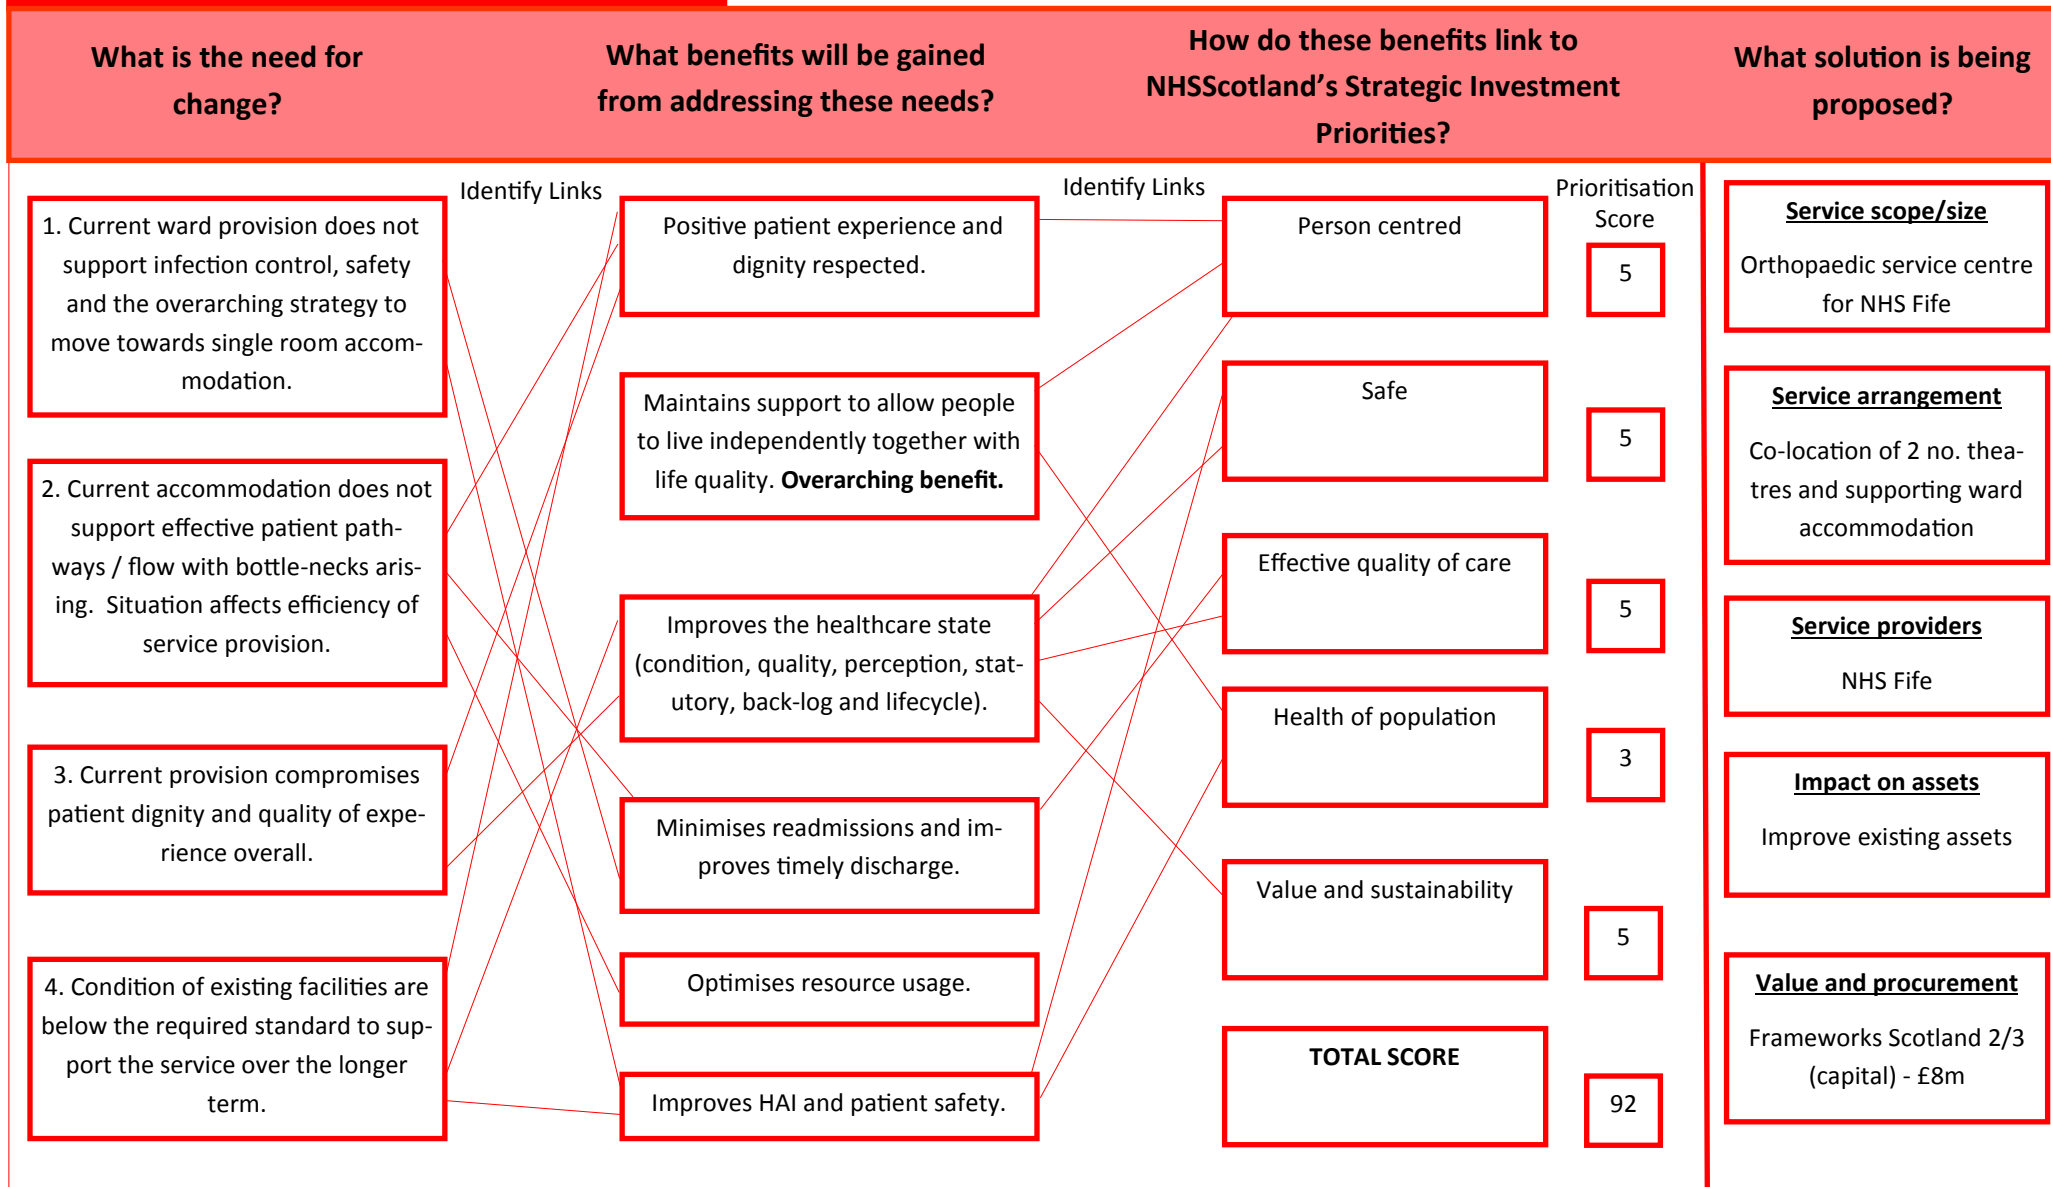 What is the need for
change?
What benefits will be gained
from addressing these needs?
How do these benefits link to
NHSScotland’s Strategic Investment
Priorities?
What solution is being
proposed?
Identify Links
Identify Links
Prioritisation
Score
1. Current ward provision does not
support infection control, safety
and the overarching strategy to
move towards single room accom-
modation.
2. Current accommodation does not
support effective patient path-
ways / flow with bottle-necks aris-
ing.  Situation affects efficiency of
service provision.
3. Current provision compromises
patient dignity and quality of expe-
rience overall.
4. Condition of existing facilities are
below the required standard to sup-
port the service over the longer
term.
Positive patient experience and
dignity respected.
Maintains support to allow people
to live independently together with
life quality. Overarching benefit.
Improves the healthcare state
(condition, quality, perception, stat-
utory, back-log and lifecycle).
Minimises readmissions and im-
proves timely discharge.
Optimises resource usage.
Improves HAI and patient safety.
Person centred
5
Safe
5
Effective quality of care
5
Health of population
3
Value and sustainability
5
TOTAL SCORE
92
Service scope/size
Orthopaedic service centre
for NHS Fife
Service arrangement
Co-location of 2 no. thea-
tres and supporting ward
accommodation
Service providers
NHS Fife
Impact on assets
Improve existing assets
Value and procurement
Frameworks Scotland 2/3
(capital) - £8m